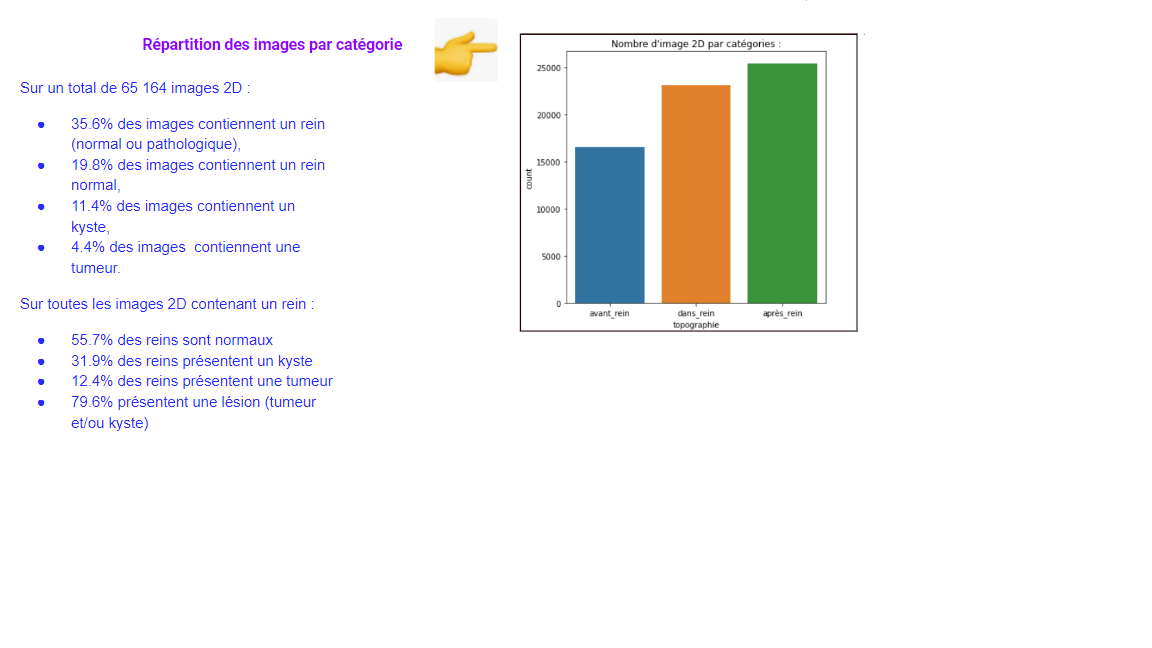 Répartition des images par catégorie
Sur un total de 65 164 images 2D :
● 35.6% des images contiennent un rein
(normal ou pathologique),
● 19.8% des images contiennent un rein
normal,
● 11.4% des images contiennent un
kyste,
● 4.4% des images  contiennent une
tumeur.
Sur toutes les images 2D contenant un rein :
● 55.7% des reins sont normaux
● 31.9% des reins présentent un kyste
● 12.4% des reins présentent une tumeur
● 79.6% présentent une lésion (tumeur
et/ou kyste)
Nombre d'image 2D par catégories :
25000
20000
15000
10000
5000
0
count
avant_rein dans_rein après_rein
topographie